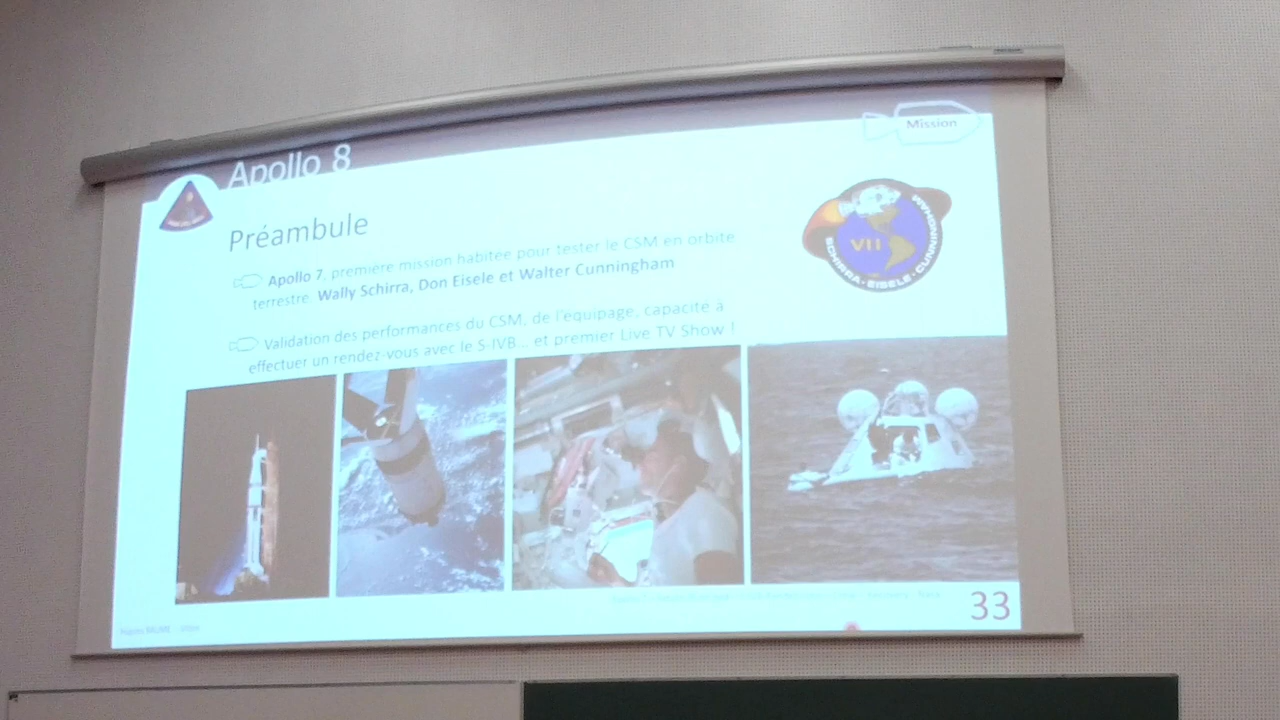 Mission
Apollo 8
Préambule
Apollo 7, première mission habitée pour tester le CSM en orbite
terrestre. Wally Schirra, Don Eisele et Walter Cunningham
Validation des performances du CSM, de l'équipage, capacité à
effectuer un rendez-vous avec le S-IVB... et premier Live TV Show !
VII
SCHIRRA · EISELE · CUNNINGHAM
33